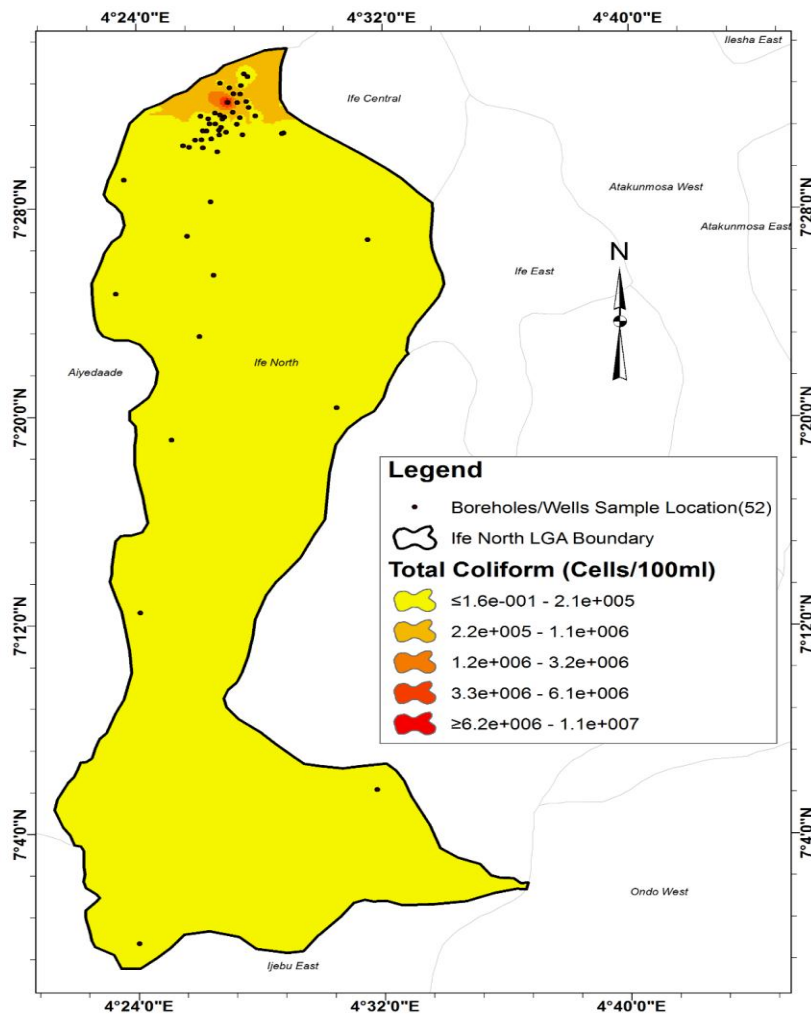 4°24'0"E 4°32'0"E 4°40'0"E
Ilesha East
Ife Central
Atakunmosa West
7°28'0"N 7°28'0"N
Atakunmosa East
N
Ife East
Ife North
Aiyedaade
7°20'0"N 7°20'0"N
Legend
Boreholes/Wells Sample Location(52)
Ife North LGA Boundary
Total Coliform (Cells/100ml)
≤1.6e-001 - 2.1e+005
2.2e+005 - 1.1e+006
1.2e+006 - 3.2e+006
3.3e+006 - 6.1e+006
≥6.2e+006 - 1.1e+007
7°12'0"N 7°12'0"N
7°4'0"N 7°4'0"N
Ondo West
Ijebu East
4°24'0"E 4°32'0"E 4°40'0"E